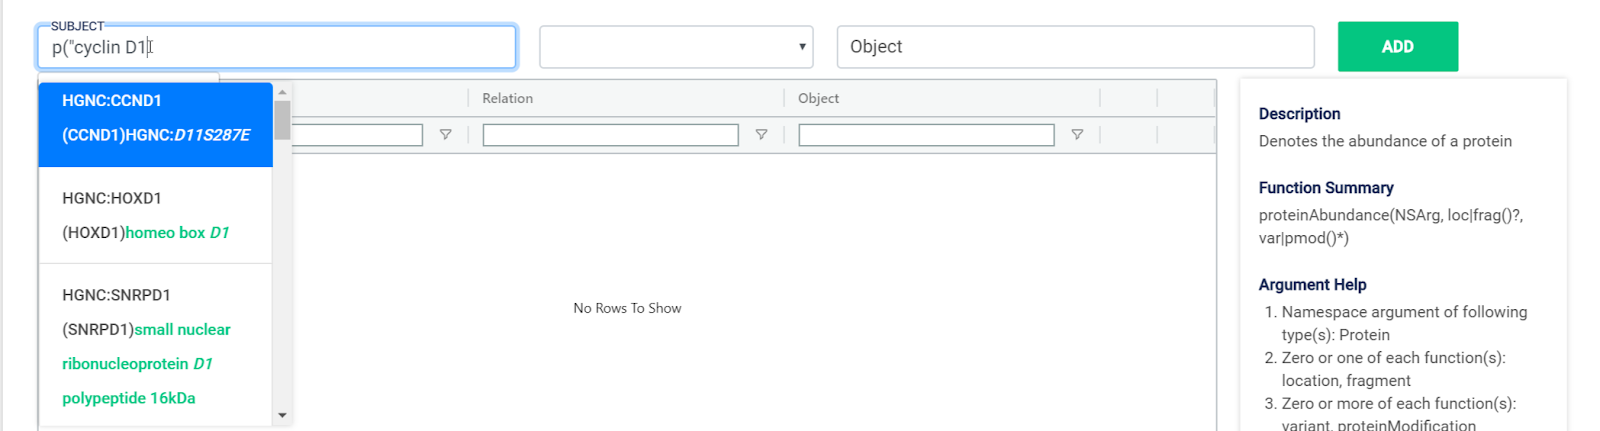 SUBJECT
p("cyclin D1
Object
ADD
HGNC:CCND1
(CCND1)HGNC:D11S287E
HGNC:HOXD1
(HOXD1)homeo box D1
HGNC:SNRPD1
(SNRPD1)small nuclear
ribonucleoprotein D1
polypeptide 16kDa
Relation
Object
No Rows To Show
Description
Denotes the abundance of a protein
Function Summary
proteinAbundance(NSArg, loc|frag()?,
var|pmod()*)
Argument Help
1. Namespace argument of following
type(s): Protein
2. Zero or one of each function(s):
location, fragment
3. Zero or more of each function(s):
variant, proteinModification